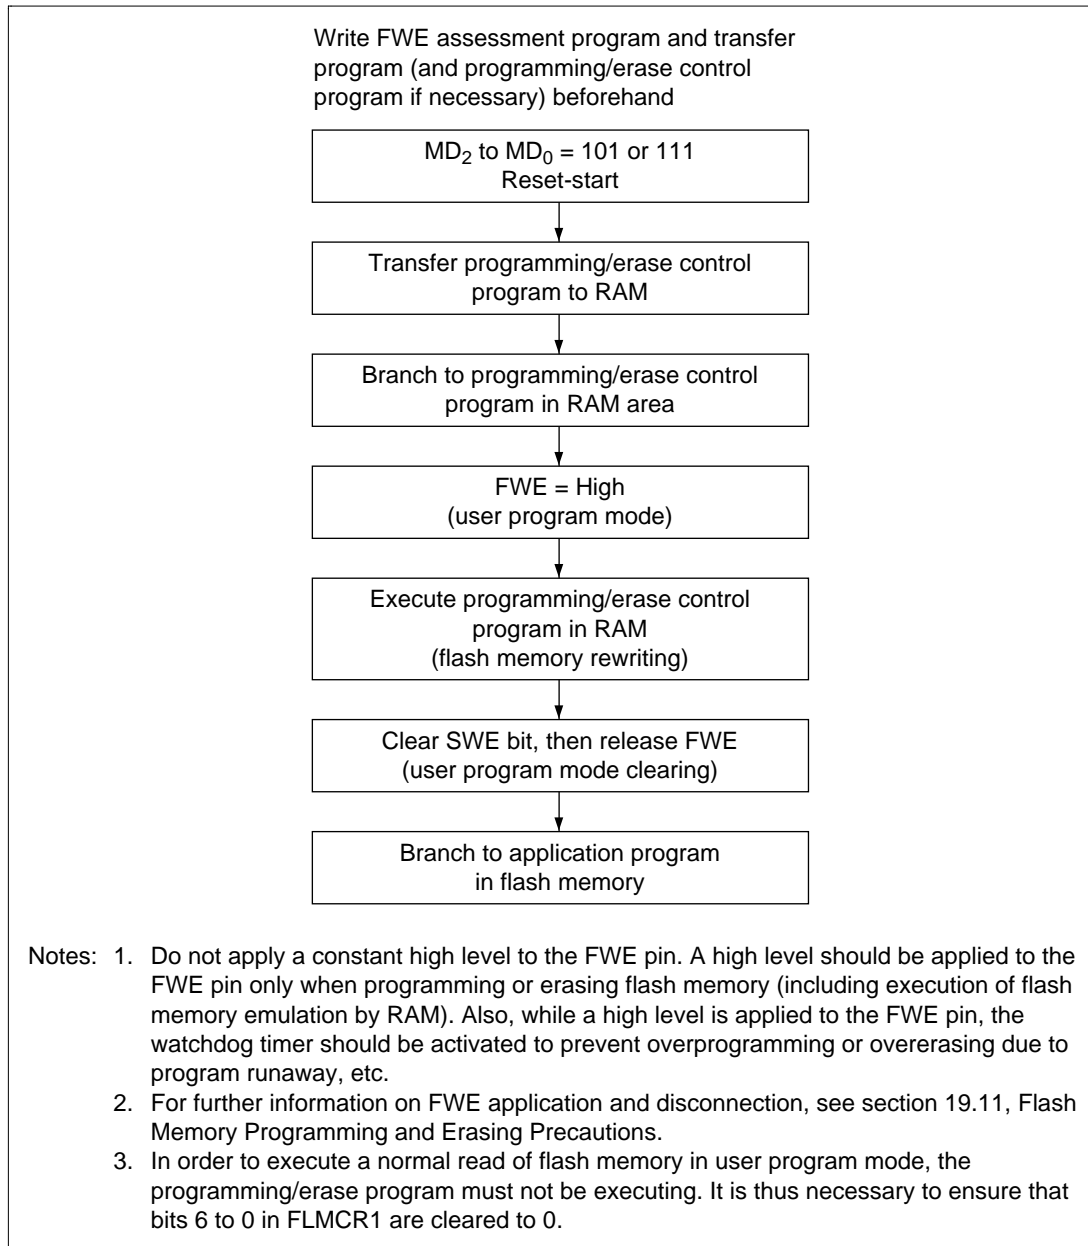 Write FWE assessment program and transfer
program (and programming/erase control
program if necessary) beforehand
MD2 to MD0 = 101 or 111
Reset-start
Transfer programming/erase control
program to RAM
Branch to programming/erase control
program in RAM area
FWE = High
(user program mode)
Execute programming/erase control
program in RAM
(flash memory rewriting)
Clear SWE bit, then release FWE
(user program mode clearing)
Branch to application program
in flash memory
Notes: 1. Do not apply a constant high level to the FWE pin. A high level should be applied to the
FWE pin only when programming or erasing flash memory (including execution of flash
memory emulation by RAM). Also, while a high level is applied to the FWE pin, the
watchdog timer should be activated to prevent overprogramming or overerasing due to
program runaway, etc.
2. For further information on FWE application and disconnection, see section 19.11, Flash
Memory Programming and Erasing Precautions.
3. In order to execute a normal read of flash memory in user program mode, the
programming/erase program must not be executing. It is thus necessary to ensure that
bits 6 to 0 in FLMCR1 are cleared to 0.